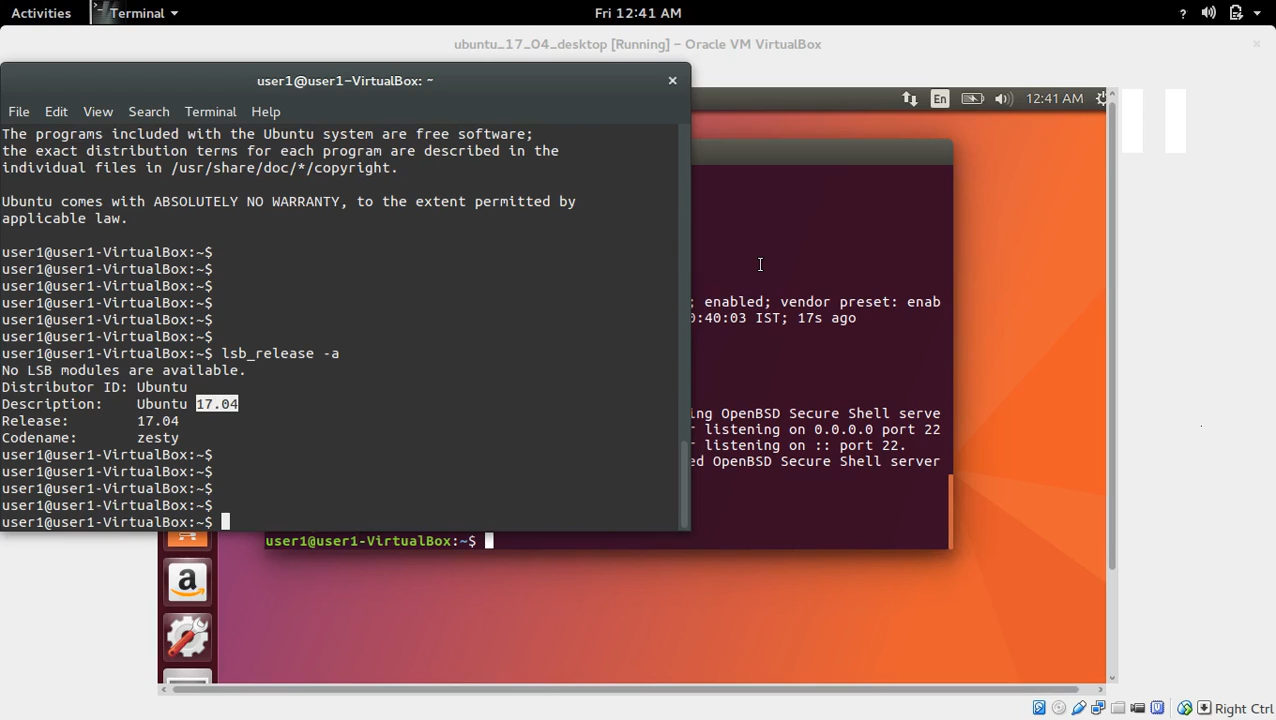 Activities Terminal Fri 12:41 AM ?
ubuntu_17_04_desktop [Running] – Oracle VM VirtualBox
user1@user1–VirtualBox: ~
File Edit View Search Terminal Help
En 12:41 AM
The programs included with the Ubuntu system are free software;
the exact distribution terms for each program are described in the
individual files in /usr/share/doc/*/copyright.
Ubuntu comes with ABSOLUTELY NO WARRANTY, to the extent permitted by
applicable law.
user1@user1-VirtualBox:~$
user1@user1-VirtualBox:~$
user1@user1-VirtualBox:~$
user1@user1-VirtualBox:~$
user1@user1-VirtualBox:~$
user1@user1-VirtualBox:~$
user1@user1-VirtualBox:~$ lsb_release -a
No LSB modules are available.
Distributor ID: Ubuntu
Description: Ubuntu 17.04
Release: 17.04
Codename: zesty
user1@user1-VirtualBox:~$
user1@user1-VirtualBox:~$
user1@user1-VirtualBox:~$
user1@user1-VirtualBox:~$
user1@user1-VirtualBox:~$
; enabled; vendor preset: enab
0:40:03 IST; 17s ago
ng OpenBSD Secure Shell serve
r listening on 0.0.0.0 port 22
r listening on :: port 22.
ed OpenBSD Secure Shell server
user1@user1-VirtualBox:~$
a
Right Ctrl